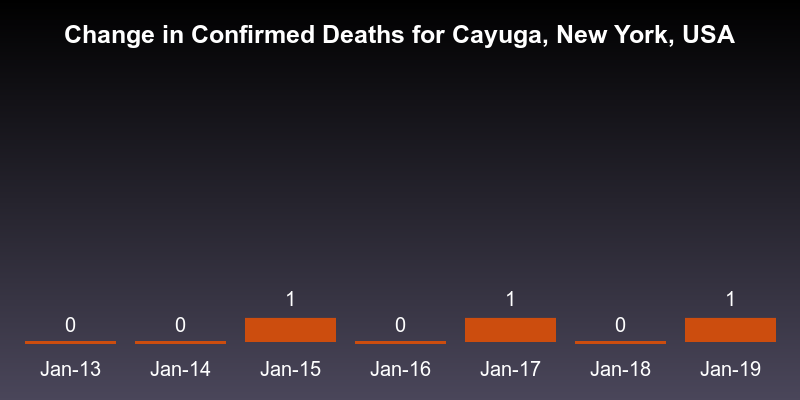 Change in Confirmed Deaths for Cayuga, New York, USA
0 0 1 0 1 0 1
Jan-13 Jan-14 Jan-15 Jan-16 Jan-17 Jan-18 Jan-19